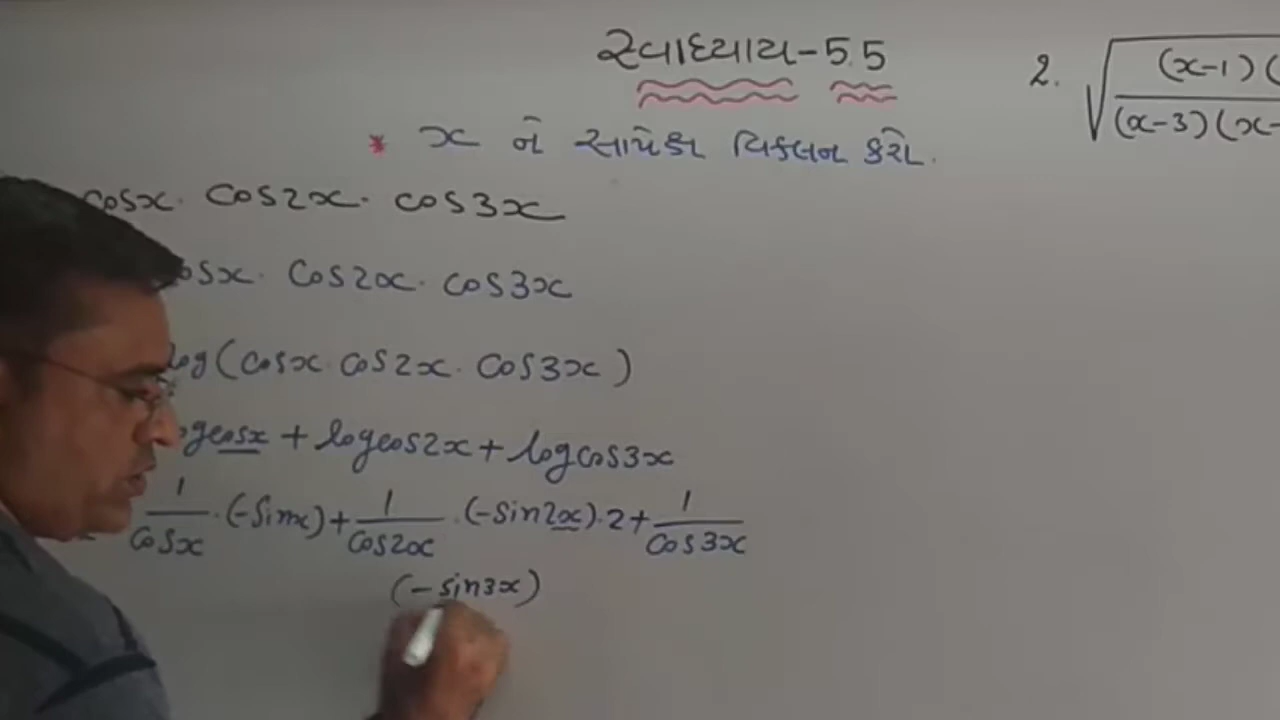 સ્વાધ્યાય-5.5
* x ને સાપેક્ષ વિકલન કરો.
cosx. cos2x. cos3x
cosx. cos2x. cos3x
log(cosx. cos2x. cos3x)
logcosx + logcos2x + logcos3x
1/cosx . (-sinx) + 1/cos2x . (-sin2x).2 + 1/cos3x
(-sin3x)
2. √((x-1)( / (x-3)(x-